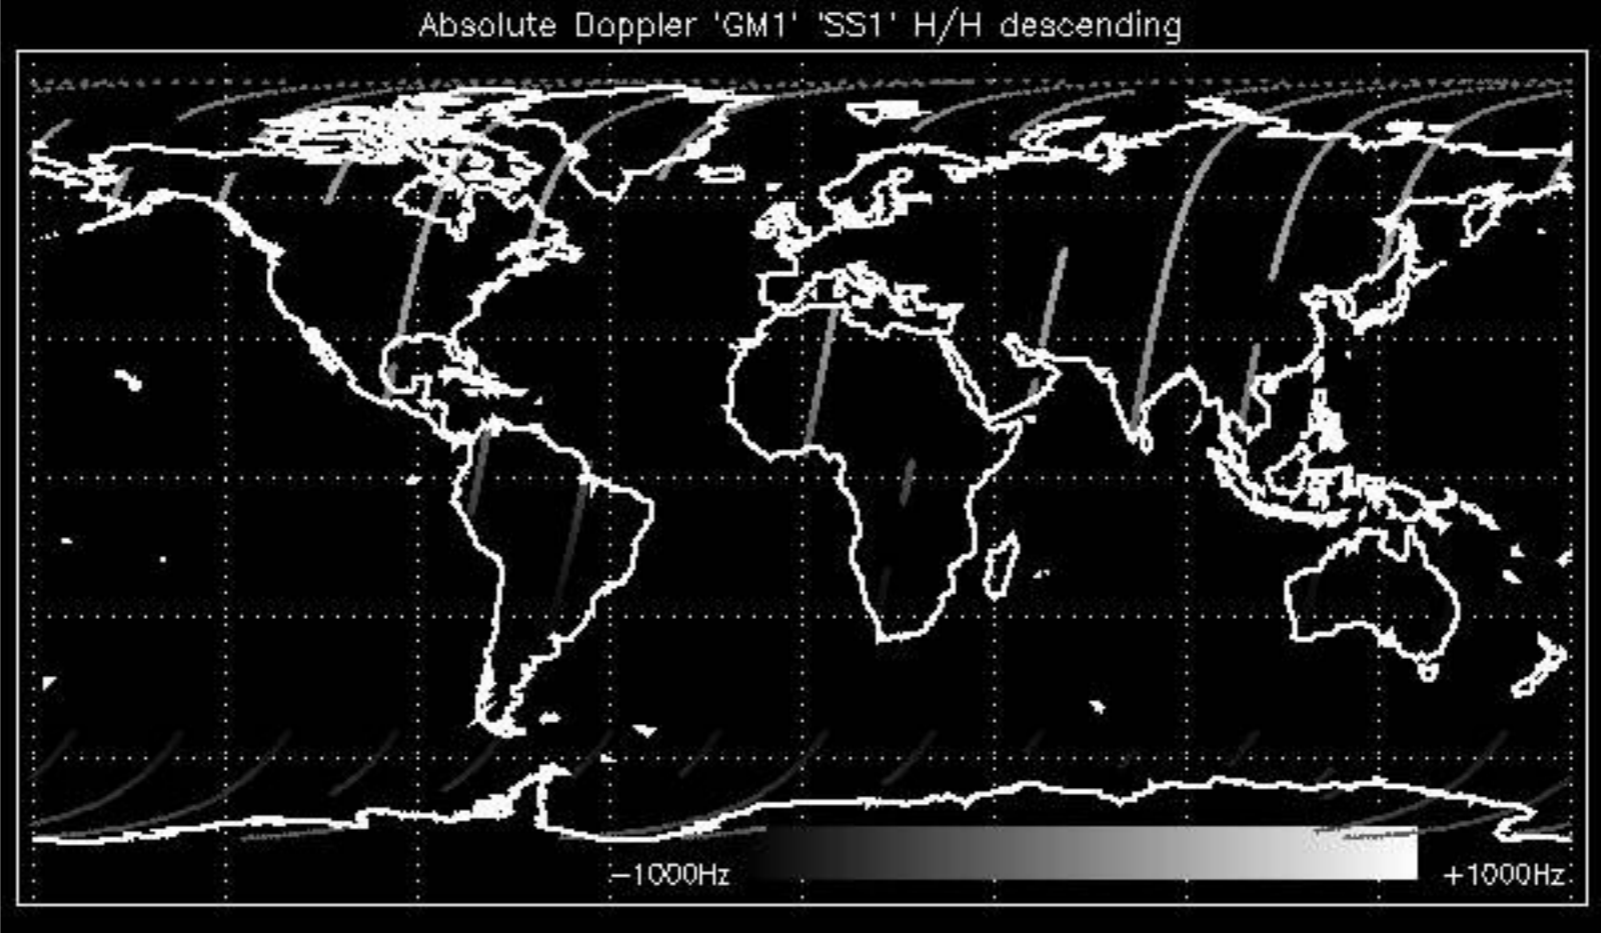 Absolute Doppler 'GM1' 'SS1' H/H descending
−1000Hz +1000Hz